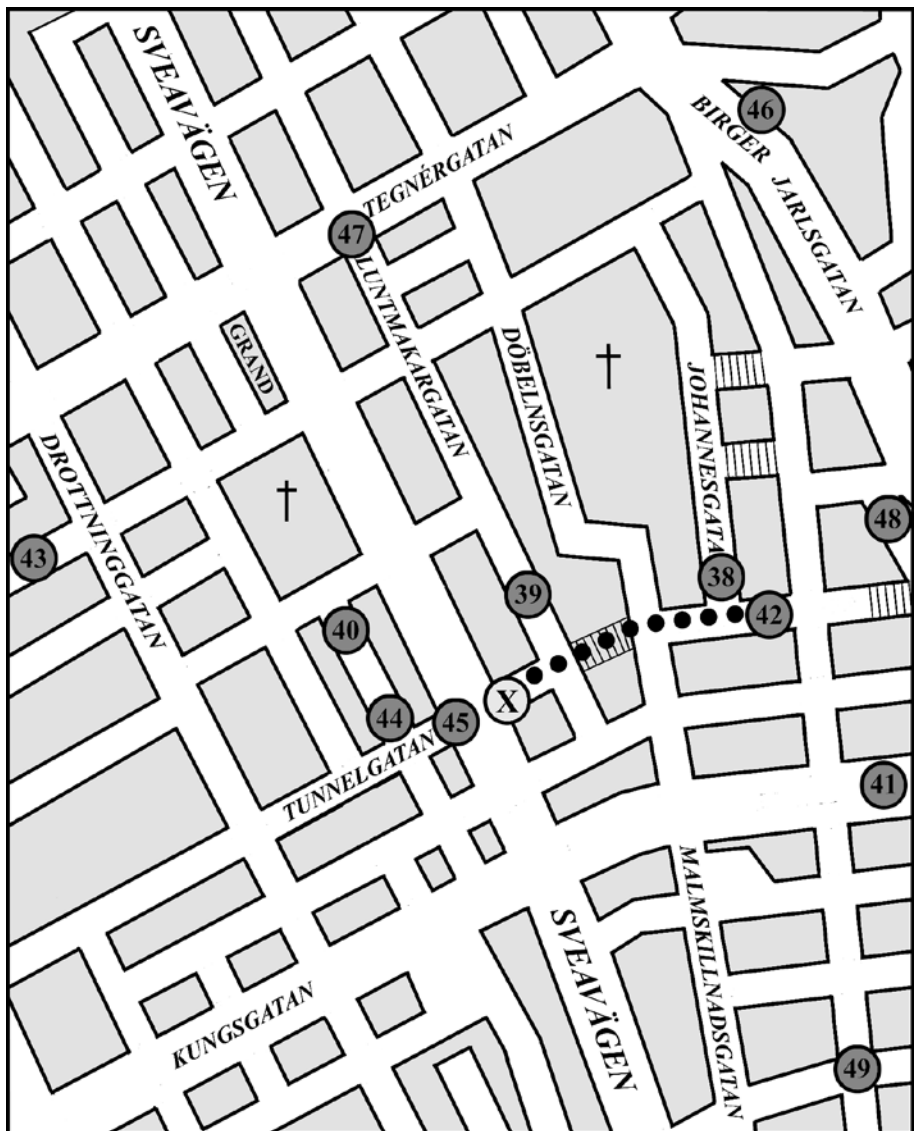 SVEAVÄGEN
46
BIRGER
JARLSGATAN
TEGNÉRGATAN
47
LUNTMAKARGATAN
GRAND
DÖBELNSGATAN
JOHANNESGATA
DROTTNINGGATAN
48
43
38
39
42
40
X
44
45
TUNNELGATAN
41
MALMSKILLNADSGATAN
SVEAVÄGEN
KUNGSGATAN
49